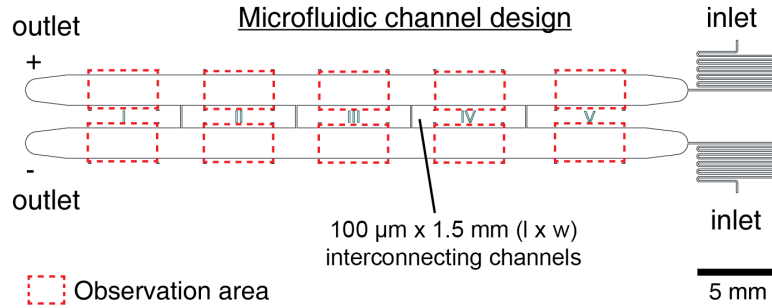 Microfluidic channel design
outlet
inlet
+
I II III IV V
-
outlet
inlet
100 µm x 1.5 mm (l x w)
interconnecting channels
Observation area
5 mm